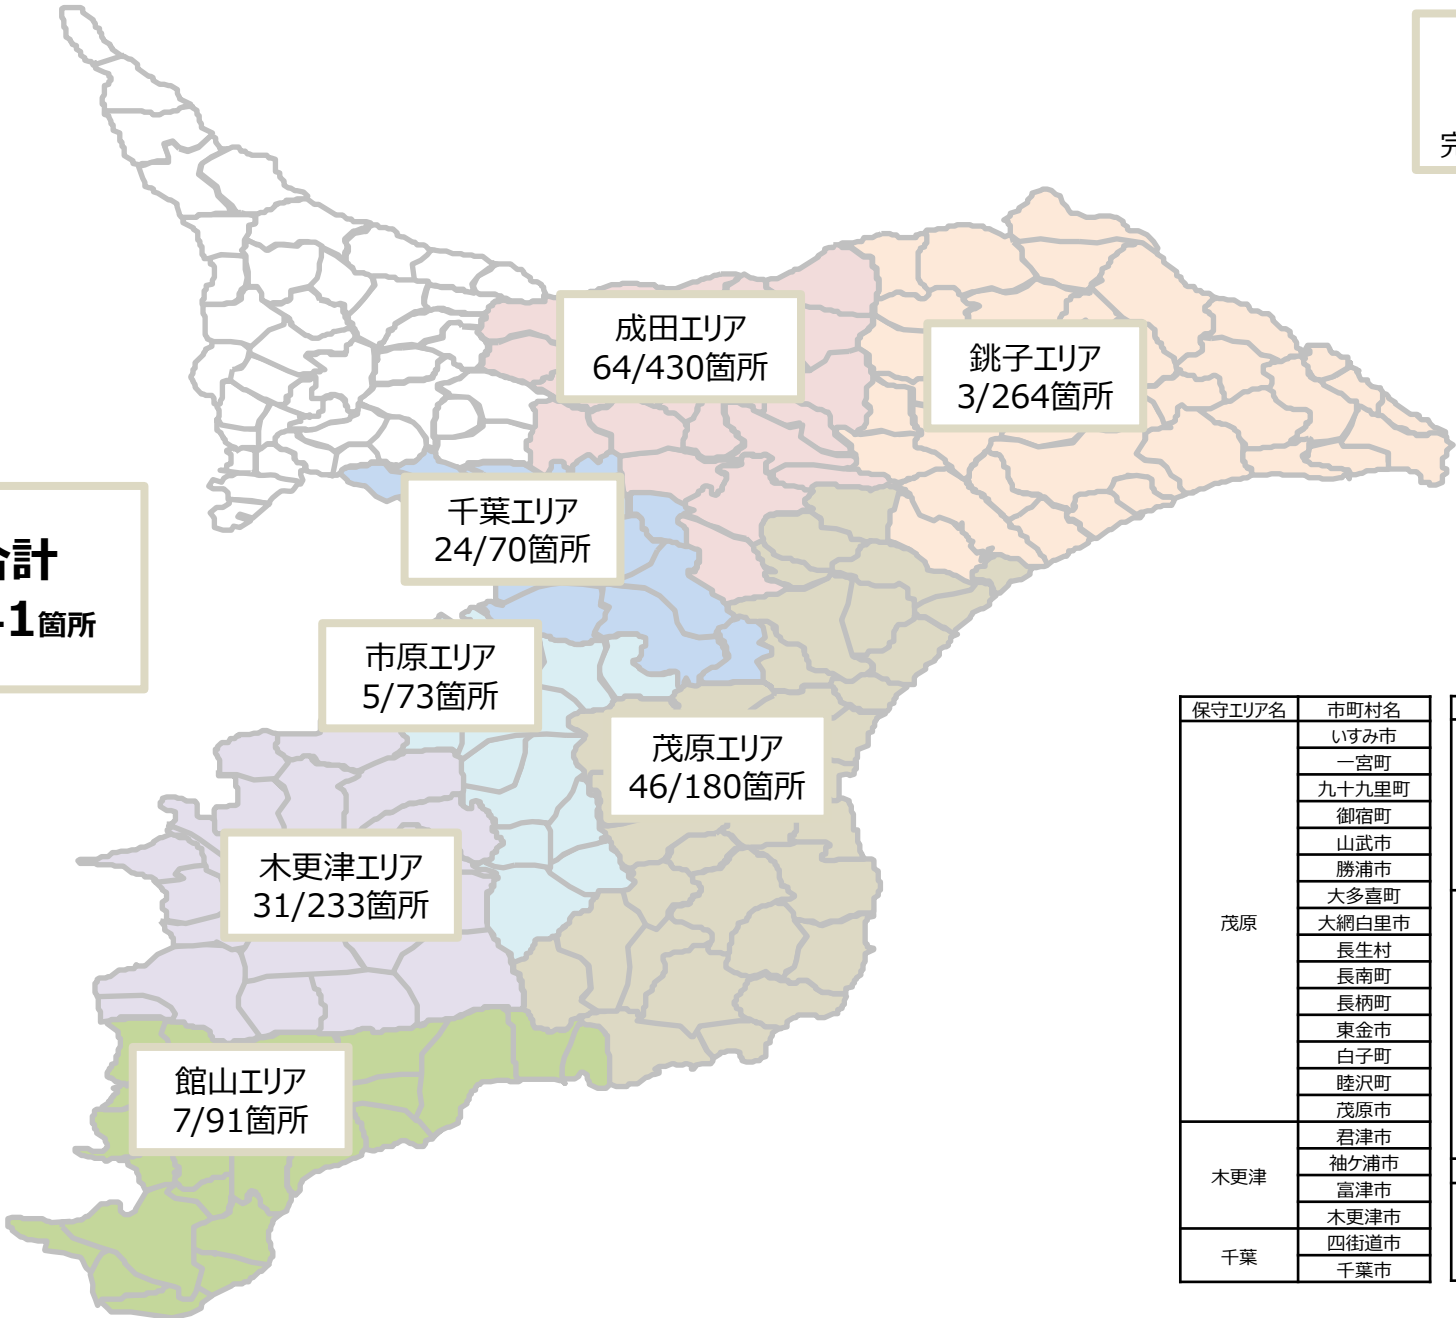 完
成田エリア
64/430箇所
銚子エリア
3/264箇所
千葉エリア
24/70箇所
合計
1箇所
市原エリア
5/73箇所
茂原エリア
46/180箇所
木更津エリア
31/233箇所
館山エリア
7/91箇所
保守エリア名 市町村名
茂原 いすみ市
一宮町
九十九里町
御宿町
山武市
勝浦市
大多喜町
大網白里市
長生村
長南町
長柄町
東金市
白子町
睦沢町
茂原市
木更津 君津市
袖ケ浦市
富津市
木更津市
千葉 四街道市
千葉市